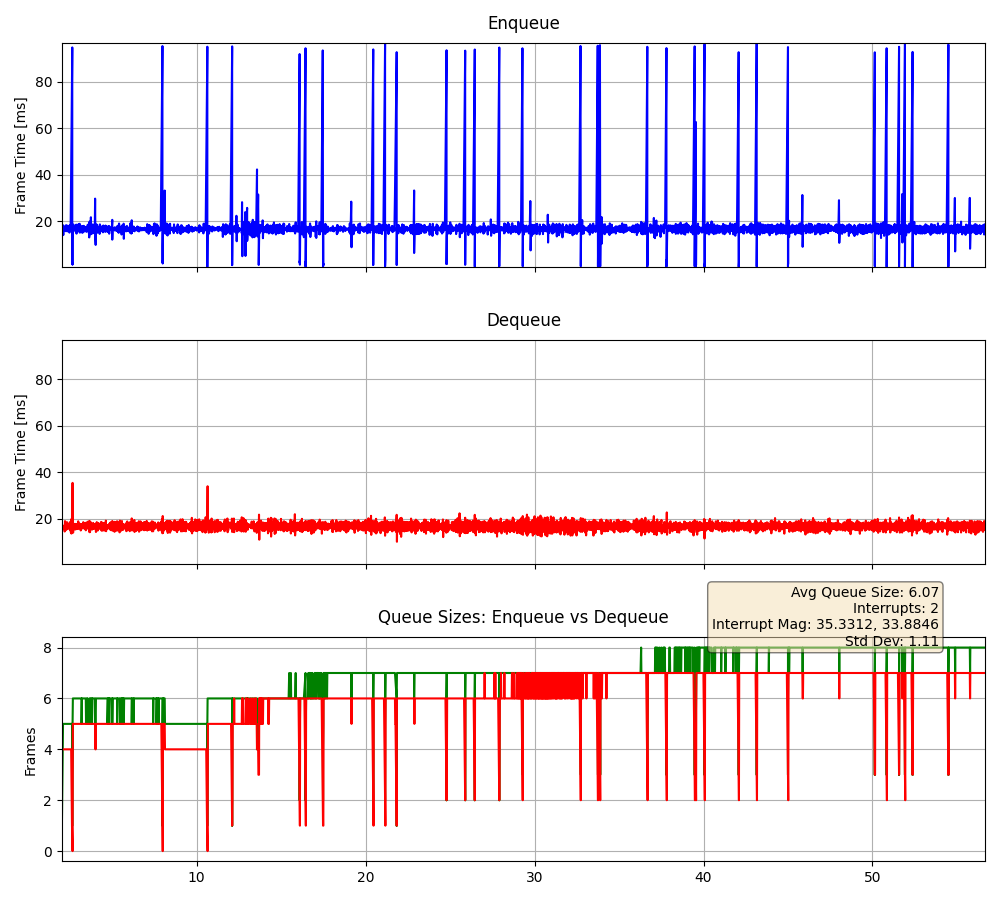 Enqueue
Frame Time [ms]
80
60
40
20
Dequeue
Frame Time [ms]
80
60
40
20
Avg Queue Size: 6.07
Interrupts: 2
Interrupt Mag: 35.3312, 33.8846
Std Dev: 1.11
Queue Sizes: Enqueue vs Dequeue
Frames
8
6
4
2
0
10 20 30 40 50